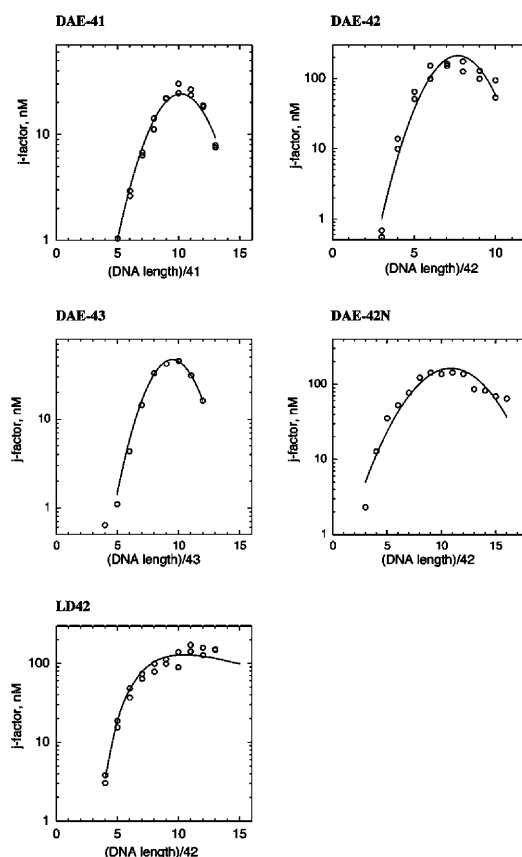 DAE-41
DAE-42
j-factor, nM
10
1
0 5 10 15
(DNA length)/41
j-factor, nM
100
10
1
0 5 10
(DNA length)/42
DAE-43
DAE-42N
j-factor, nM
10
1
0 5 10 15
(DNA length)/43
j-factor, nM
100
10
1
0 5 10 15
(DNA length)/42
LD42
j-factor, nM
100
10
1
0 5 10 15
(DNA length)/42